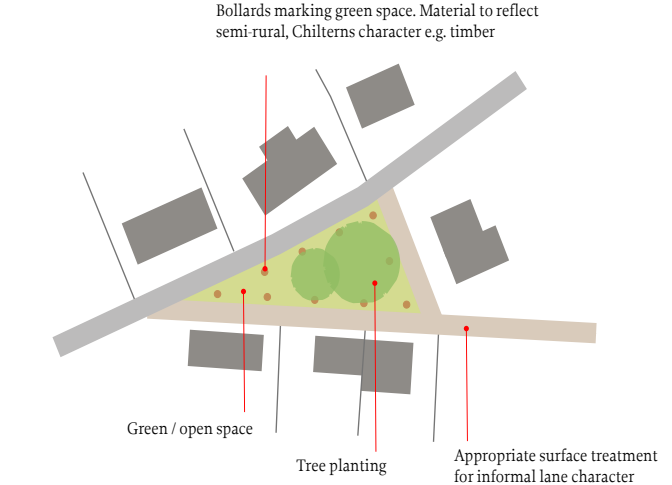 Bollards marking green space. Material to reflect
semi-rural, Chilterns character e.g. timber
Green / open space
Tree planting
Appropriate surface treatment
for informal lane character